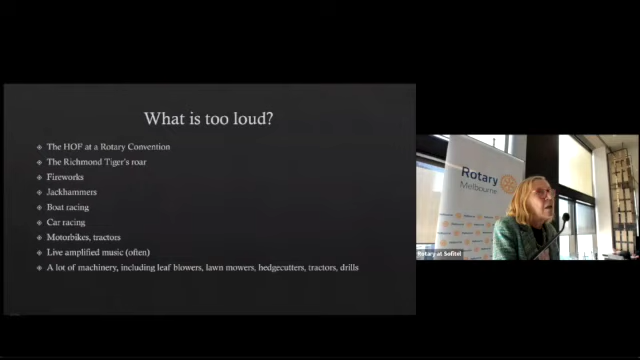 What is too loud?
The HOF at a Rotary Convention
The Richmond Tiger's roar
Fireworks
Jackhammers
Boat racing
Car racing
Motorbikes, tractors
Live amplified music (often)
A lot of machinery, including leaf blowers, lawn mowers, hedgecutters, tractors, drills
Rotary
Melbourne
Rotary at Sofitel